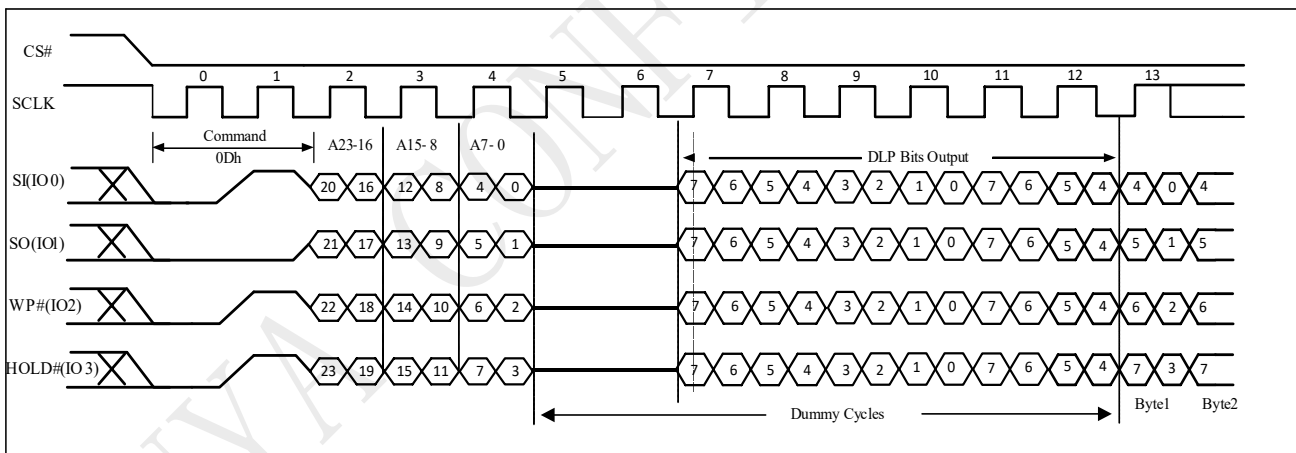 CS#
0 1 2 3 4 5 6 7 8 9 10 11 12 13
SCLK
Command
0Dh
A23-16 A15- 8 A7- 0
DLP Bits Output
SI(IO 0) 20 16 12 8 4 0 7 6 5 4 3 2 1 0 7 6 5 4 4 0 4
SO(IO1) 21 17 13 9 5 1 7 6 5 4 3 2 1 0 7 6 5 4 5 1 5
WP#(IO2) 22 18 14 10 6 2 7 6 5 4 3 2 1 0 7 6 5 4 6 2 6
HOLD#(IO 3) 23 19 15 11 7 3 7 6 5 4 3 2 1 0 7 6 5 4 7 3 7
Byte1 Byte2
Dummy Cycles